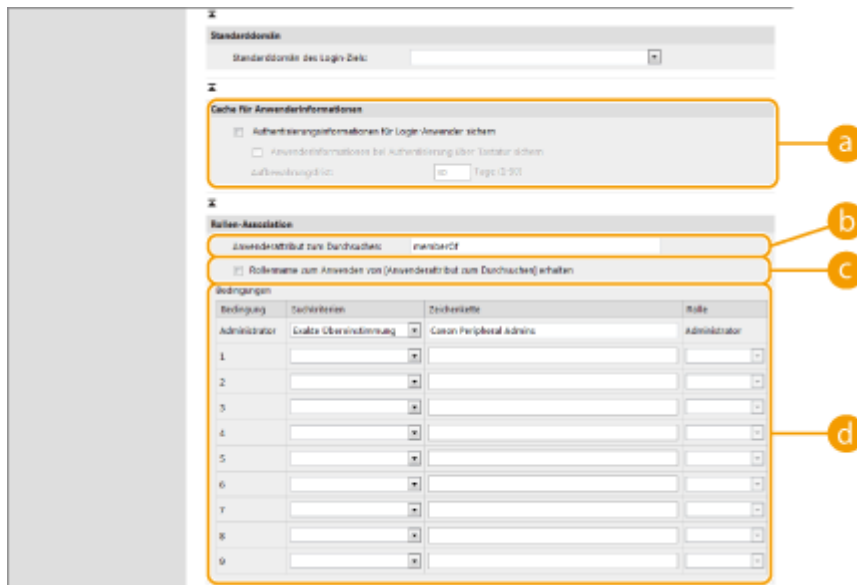 Standarddomäin
Standarddomäin des Login-Ziels:
Cache für Anwenderinformationen
Authentisierungsinformationen für Login-Anwender sichern
Anwenderinformationen bei Authentisierung über Tastatur sichern
Aufbewahrungsfrist: Tage (0-90)
a
Rollen-Assoziation
b
Anwenderattribut zum Durchsuchen: memberOf
c
Rollenname zum Anwenden von [Anwenderattribut zum Durchsuchen] erhalten
Bedingungen
Bedingung Suchkriterien Zeichenkette Rolle
Administrator Exakte Übereinstimmung Canon Peripheral Admins Administrator
1
2
3
4
d
5
6
7
8
9